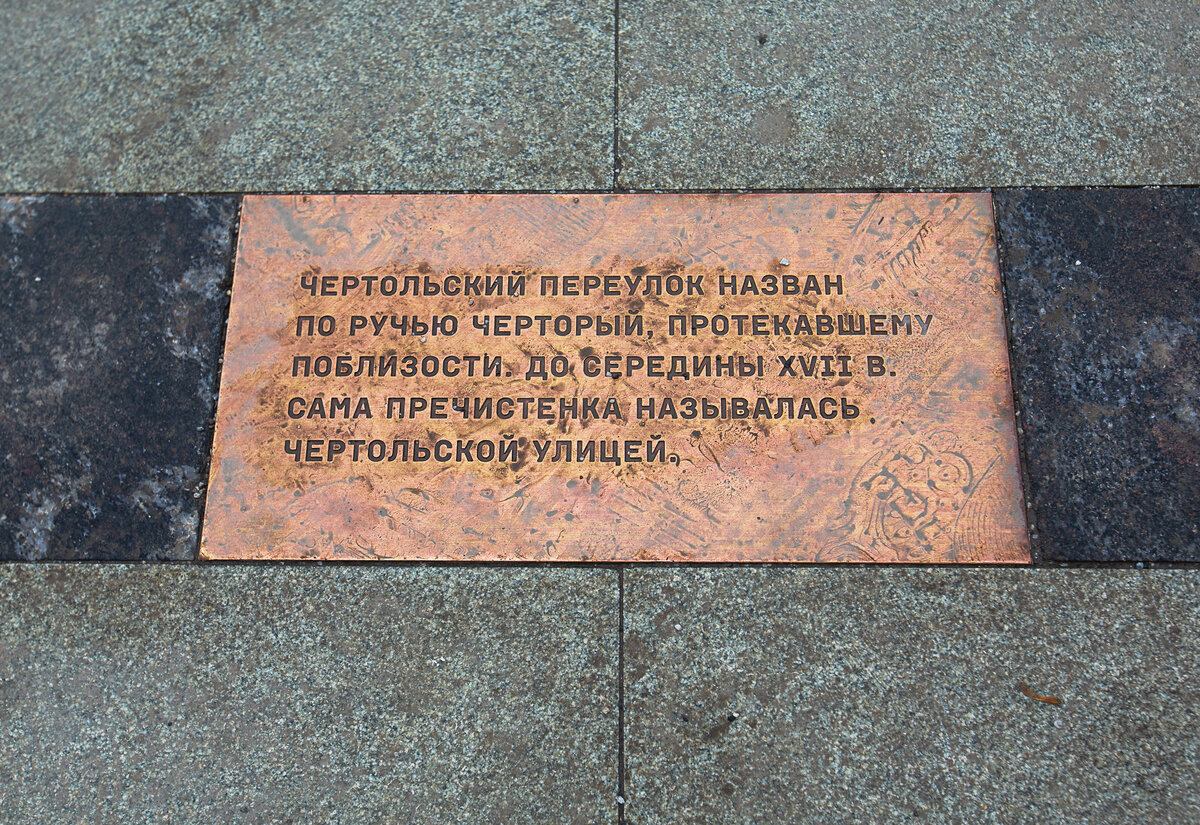 ЧЕРТОЛЬСКИЙ ПЕРЕУЛОК НАЗВАН
ПО РУЧЬЮ ЧЕРТОРЫЙ, ПРОТЕКАВШЕМУ
ПОБЛИЗОСТИ. ДО СЕРЕДИНЫ XVII В.
САМА ПРЕЧИСТЕНКА НАЗЫВАЛАСЬ
ЧЕРТОЛЬСКОЙ УЛИЦЕЙ.